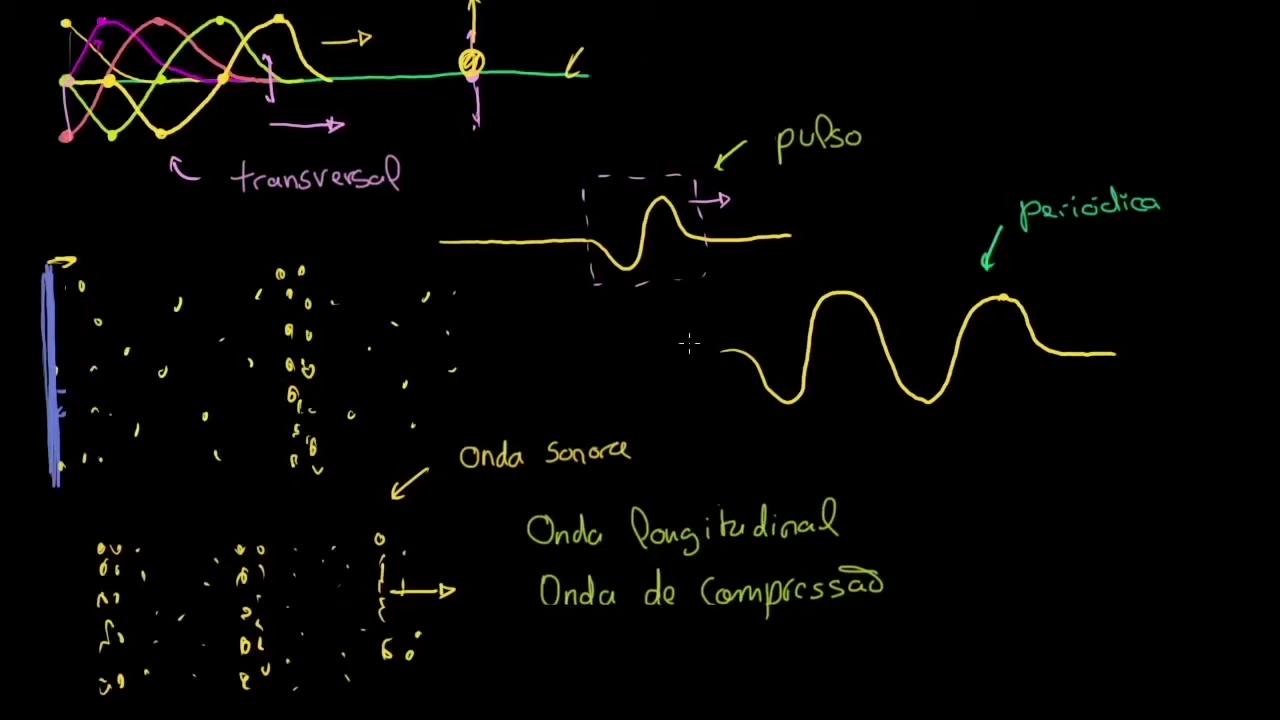 pulso
transversal
periódica
Onda sonora
Onda longitudinal
Onda de compressão